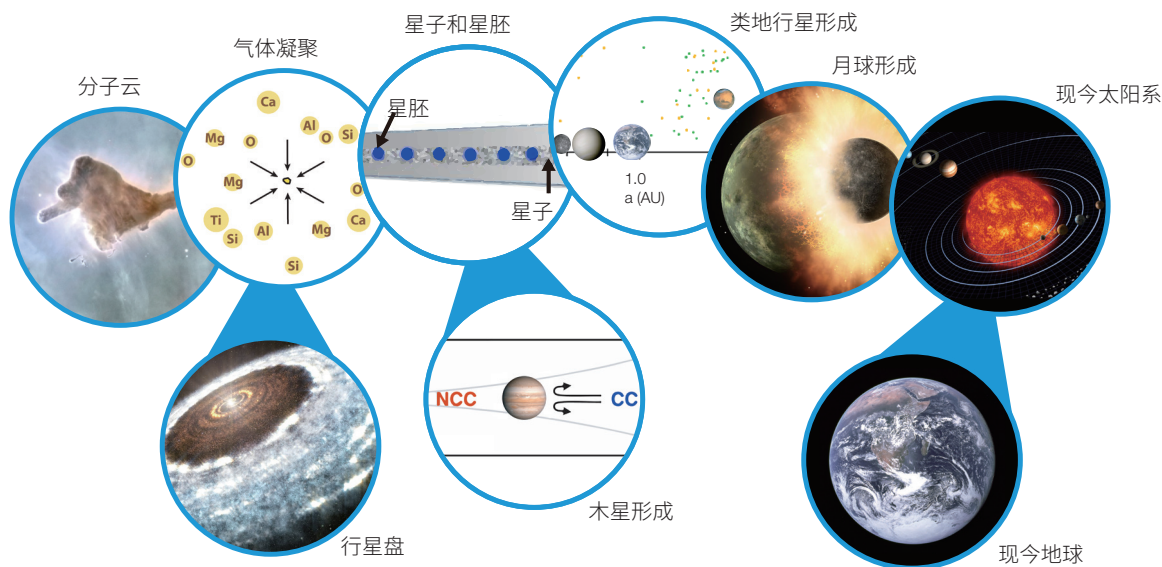 分子云
气体凝聚
Ca
Mg
O
Al
O
Si
O
Mg
O
Ti
Si
Al
Mg
Ca
Si
行星盘
星子和星胚
星胚
星子
NCC
CC
木星形成
类地行星形成
1.0
a (AU)
月球形成
现今太阳系
现今地球